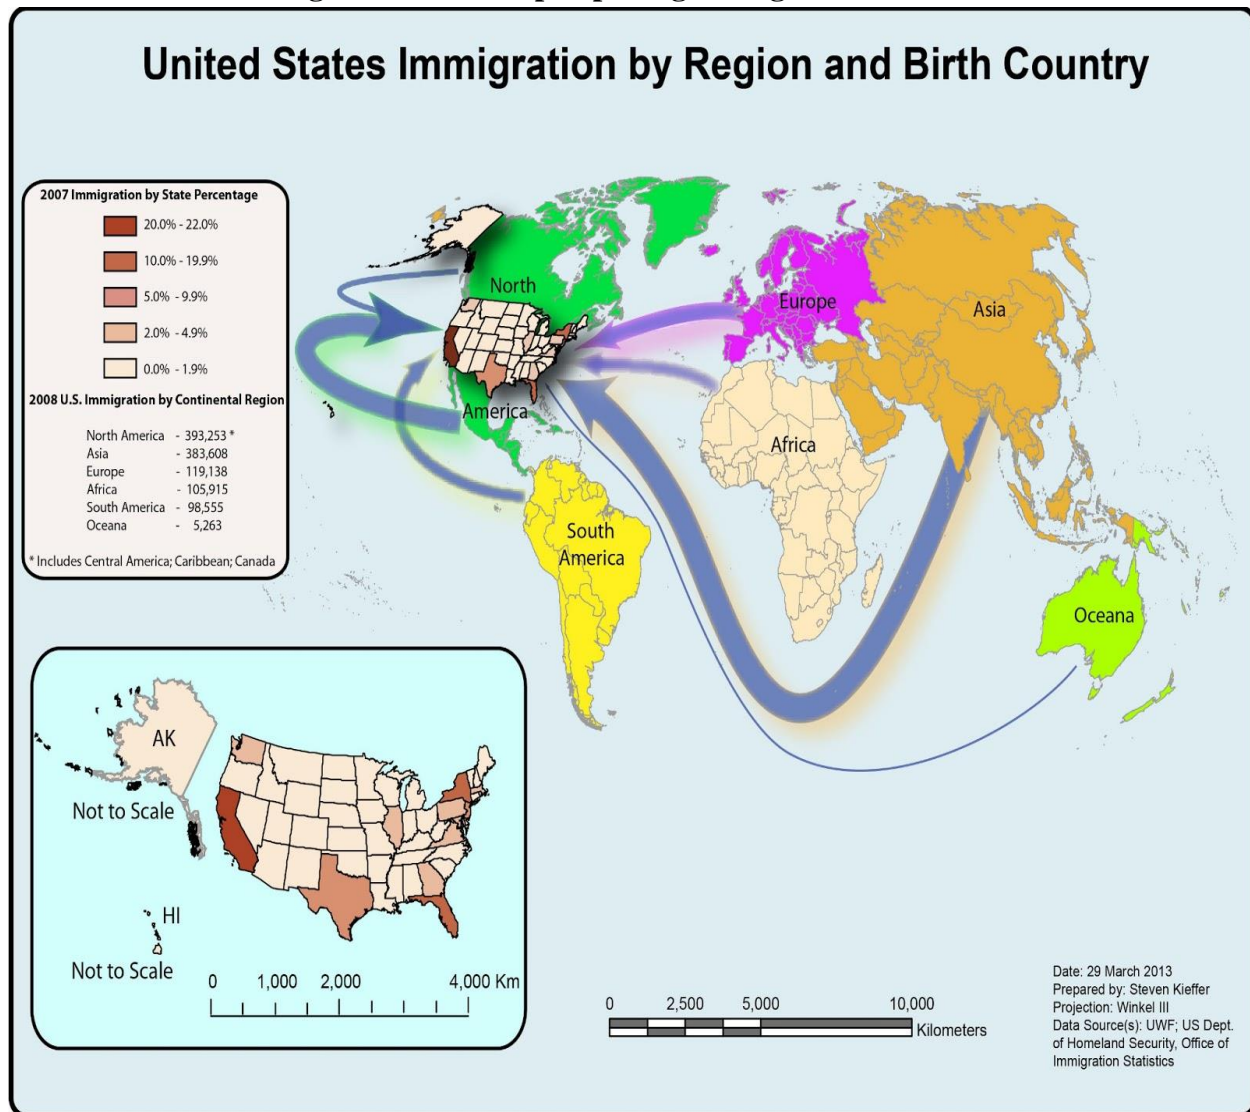 United States Immigration by Region and Birth Country
2007 Immigration by State Percentage
20.0% - 22.0%
10.0% - 19.9%
5.0% - 9.9%
2.0% - 4.9%
0.0% - 1.9%
2008 U.S. Immigration by Continental Region
North America - 393,253 *
Asia - 383,608
Europe - 119,138
Africa - 105,915
South America - 98,555
Oceana - 5,263
* Includes Central America; Caribbean; Canada
North
America
Europe
Asia
Africa
South
America
Oceana
AK
Not to Scale
HI
Not to Scale
0 1,000 2,000 4,000 Km
0 2,500 5,000 10,000
Kilometers
Date: 29 March 2013
Prepared by: Steven Kieffer
Projection: Winkel III
Data Source(s): UWF; US Dept.
of Homeland Security, Office of
Immigration Statistics